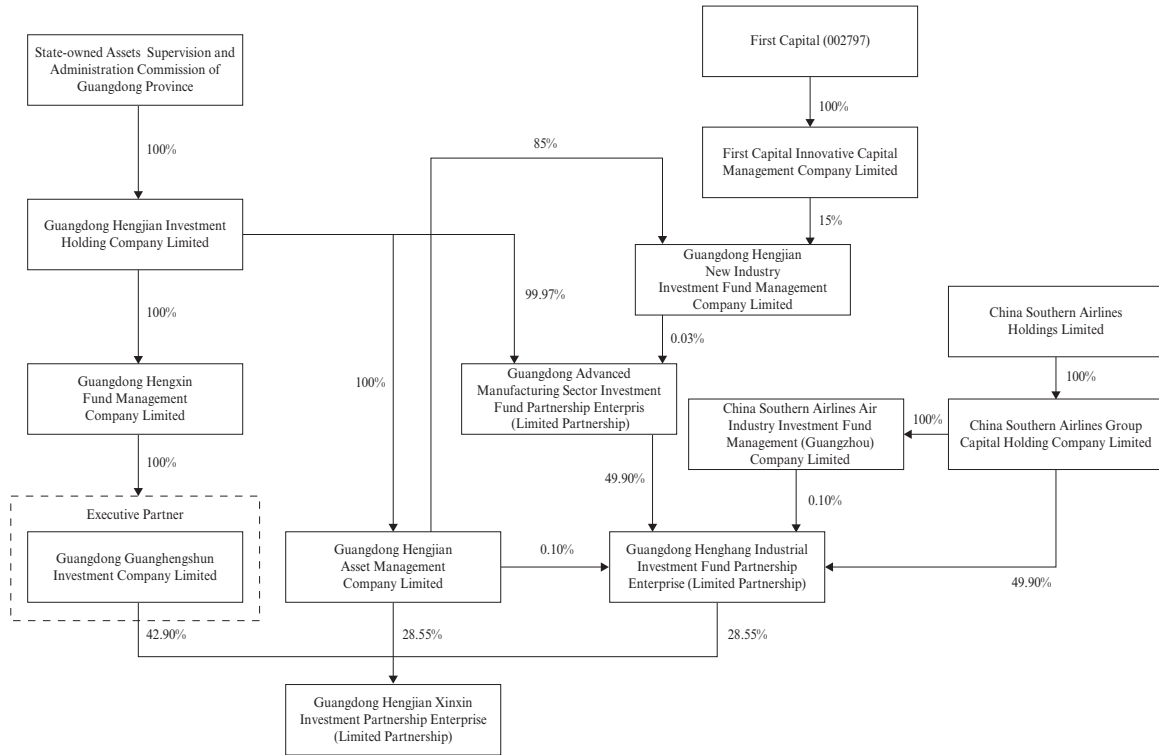 State-owned Assets Supervision and
Administration Commission of
Guangdong Province
First Capital (002797)
100%
100%
85%
First Capital Innovative Capital
Management Company Limited
15%
Guangdong Hengjian Investment
Holding Company Limited
Guangdong Hengjian
New Industry
Investment Fund Management
Company Limited
99.97%
China Southern Airlines
Holdings Limited
100%
0.03%
100%
100%
Guangdong Hengxin
Fund Management
Company Limited
Guangdong Advanced
Manufacturing Sector Investment
Fund Partnership Enterpris
(Limited Partnership)
China Southern Airlines Air
Industry Investment Fund
Management (Guangzhou)
Company Limited
100%
China Southern Airlines Group
Capital Holding Company Limited
100%
49.90%
0.10%
Executive Partner
Guangdong Guanghengshun
Investment Company Limited
Guangdong Hengjian
Asset Management
Company Limited
0.10%
Guangdong Henghang Industrial
Investment Fund Partnership
Enterprise (Limited Partnership)
49.90%
42.90%
28.55%
28.55%
Guangdong Hengjian Xinxin
Investment Partnership Enterprise
(Limited Partnership)